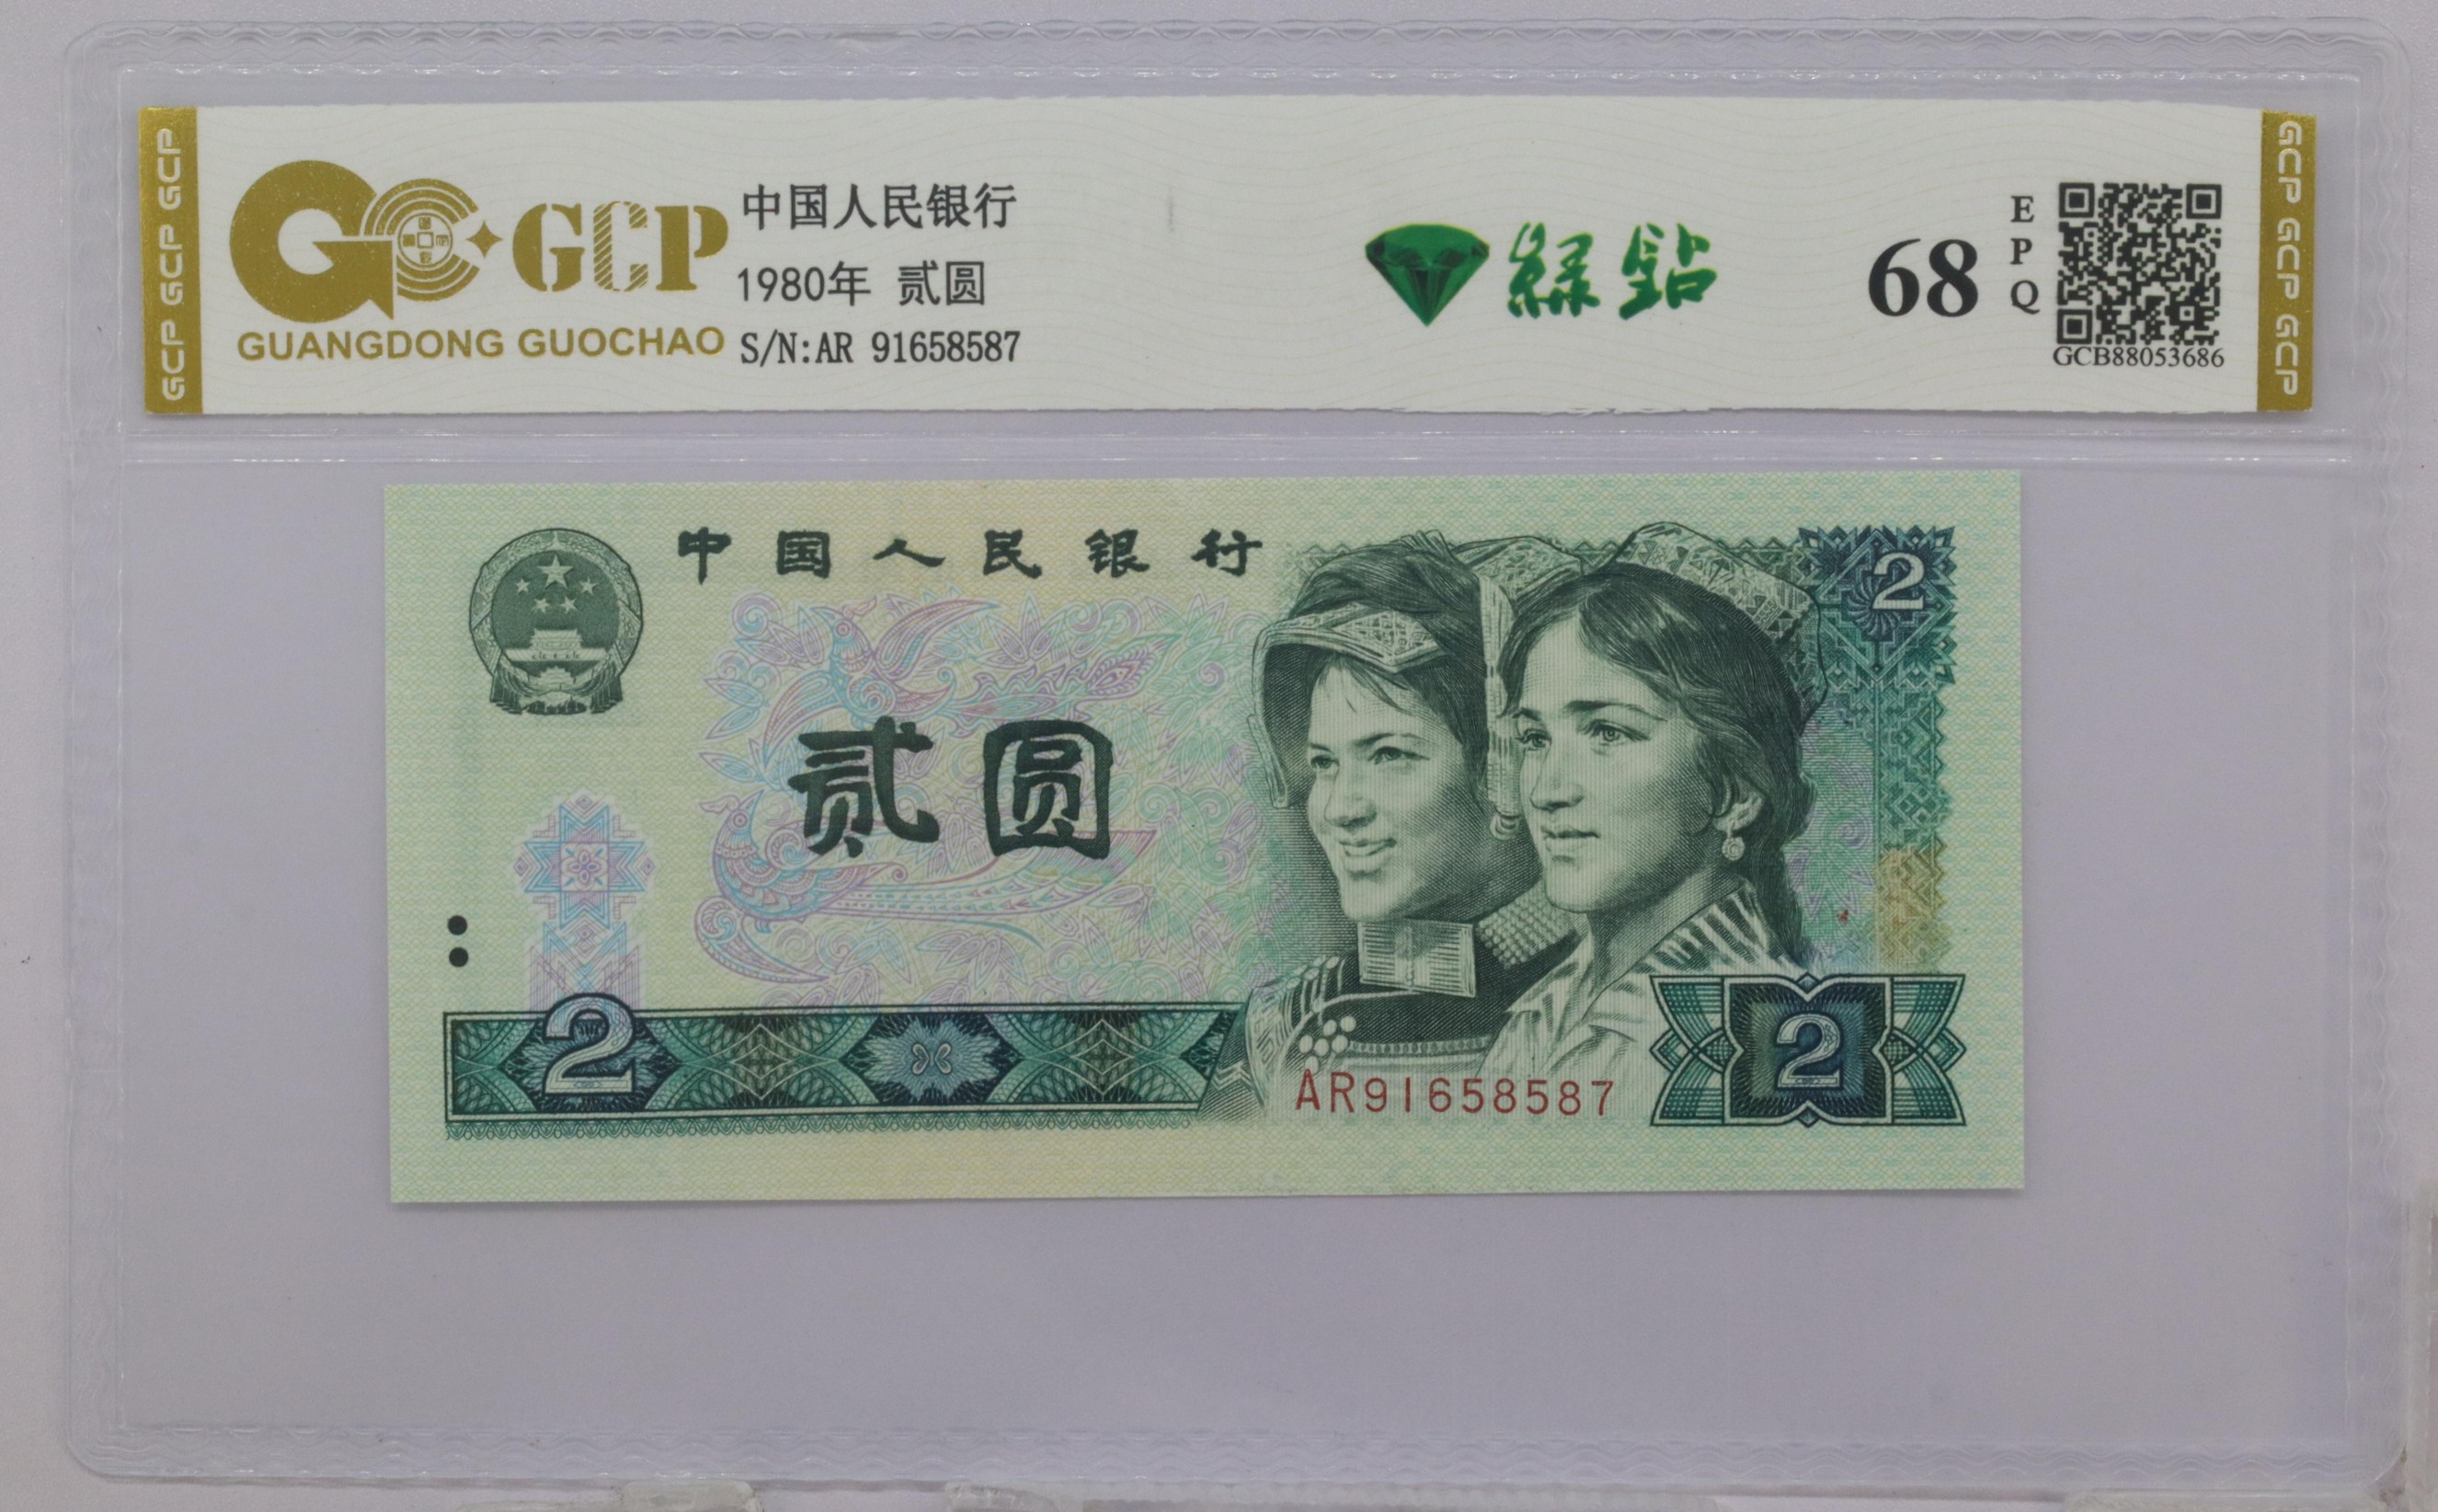 GCP GCP GCP
GCP
GUANGDONG GUOCHAO
中国人民银行
1980年 贰圆
S/N:AR 91658587
綠鉆
68
E
P
Q
GCB88053686
GCP GCP GCP
中国人民银行
2
贰圆
2
AR91658587
2